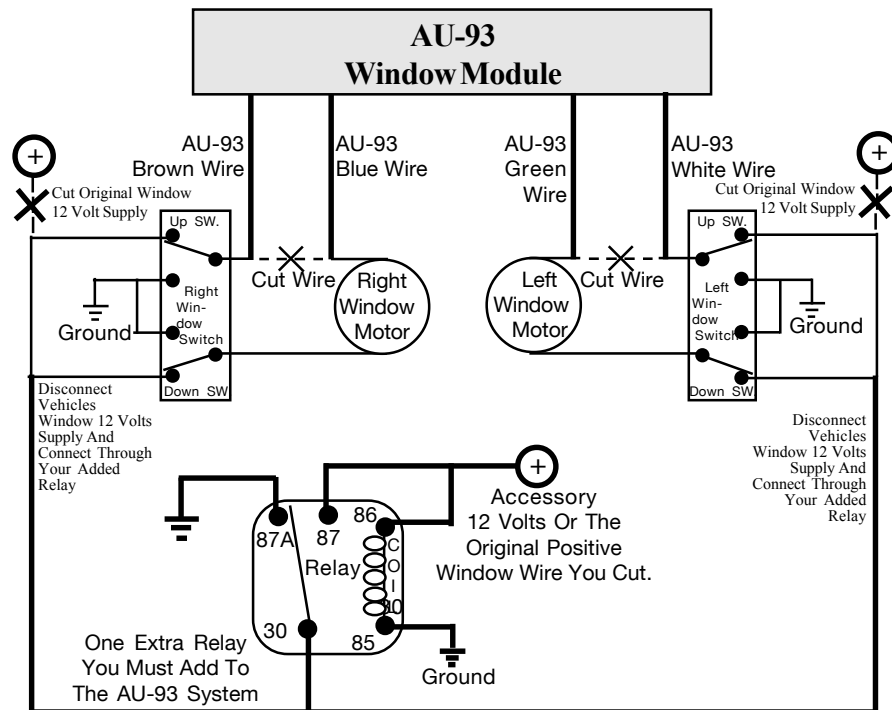 AU-93
Window Module
AU-93
Brown Wire
AU-93
Blue Wire
AU-93
Green
Wire
AU-93
White Wire
+
Cut Original Window
12 Volt Supply
+
Cut Original Window
12 Volt Supply
Up SW.
Right
Win-
dow
Switch
Down SW
Ground
Cut Wire
Right
Window
Motor
Left
Window
Motor
Cut Wire
Up SW.
Left
Win-
dow
Switch
Down SW
Ground
Disconnect
Vehicles
Window 12 Volts
Supply And
Connect Through
Your Added
Relay
Disconnect
Vehicles
Window 12 Volts
Supply And
Connect Through
Your Added
Relay
87A
87
86
Relay
COIL
30
85
+
Accessory
12 Volts Or The
Original Positive
Window Wire You Cut.
Ground
One Extra Relay
You Must Add To
The AU-93 System